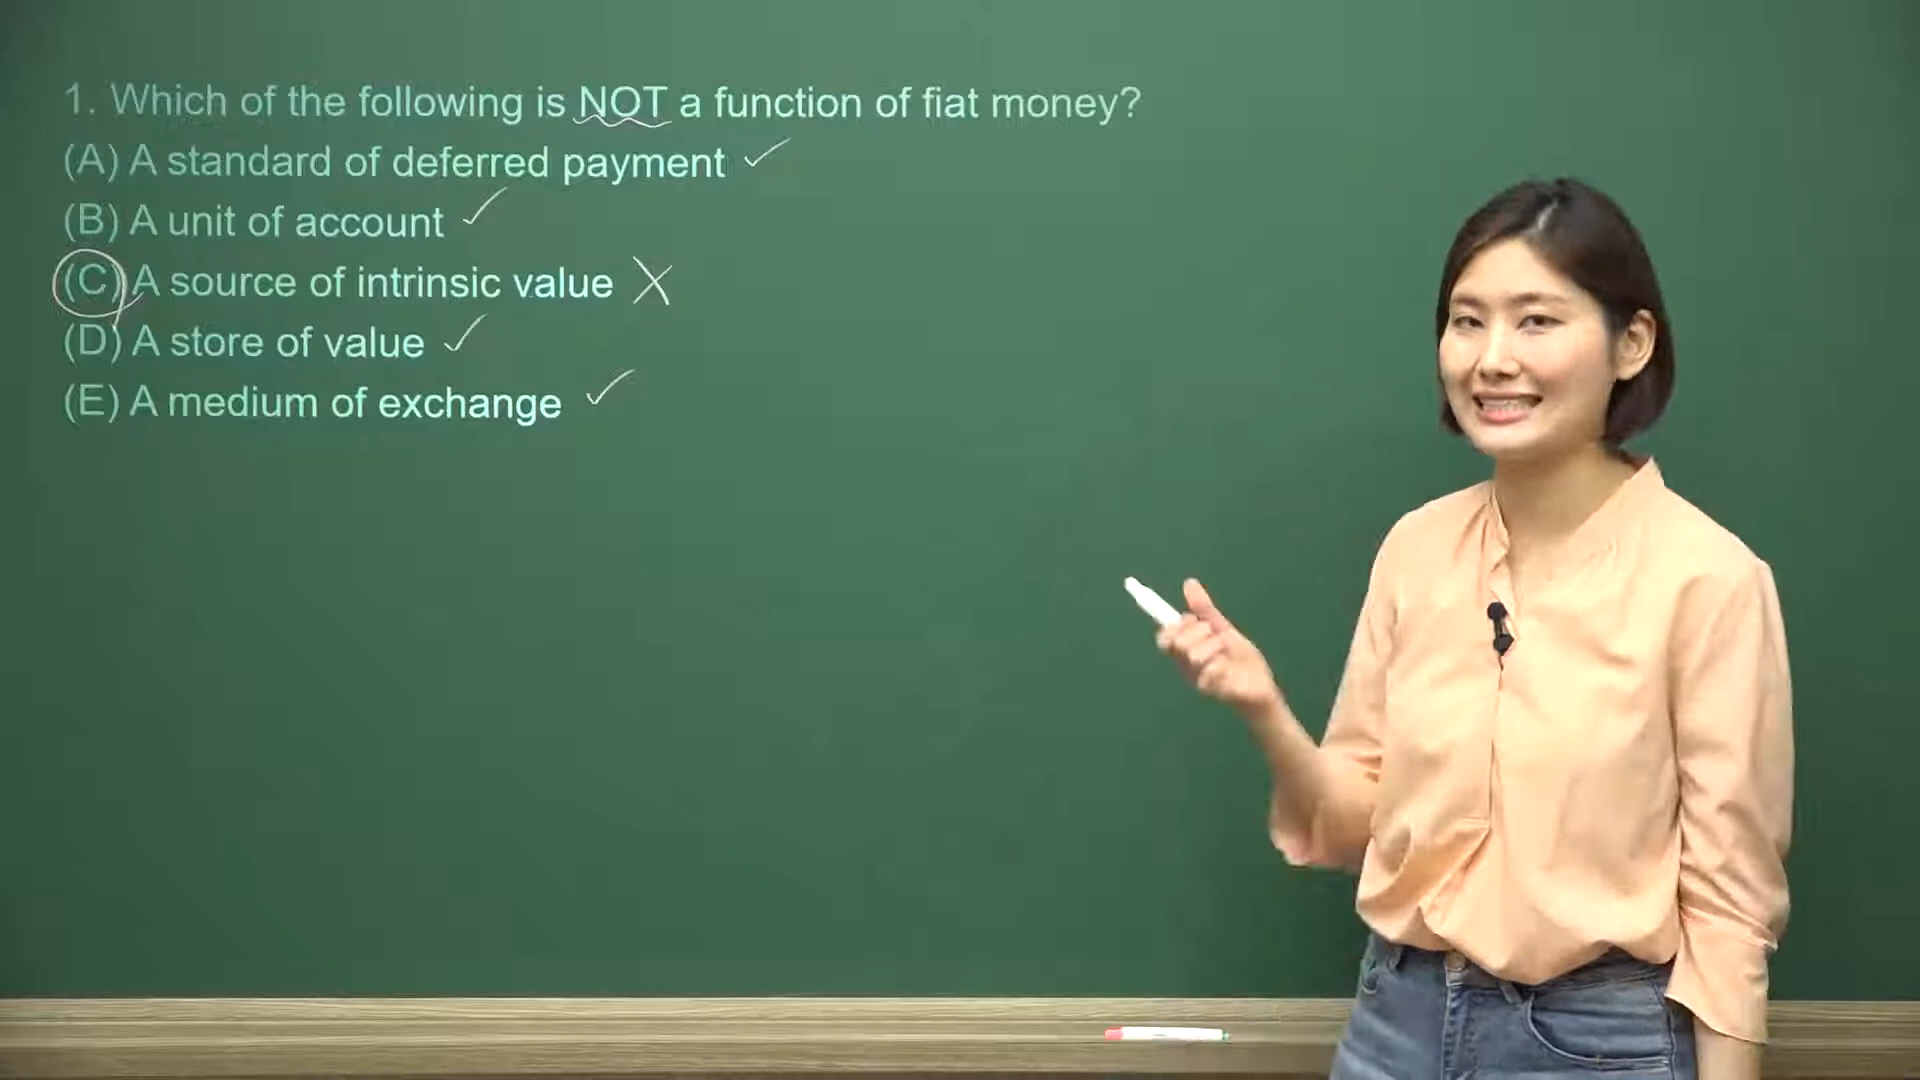 1. Which of the following is NOT a function of fiat money?
(A) A standard of deferred payment ✓
(B) A unit of account ✓
(C) A source of intrinsic value X
(D) A store of value ✓
(E) A medium of exchange ✓